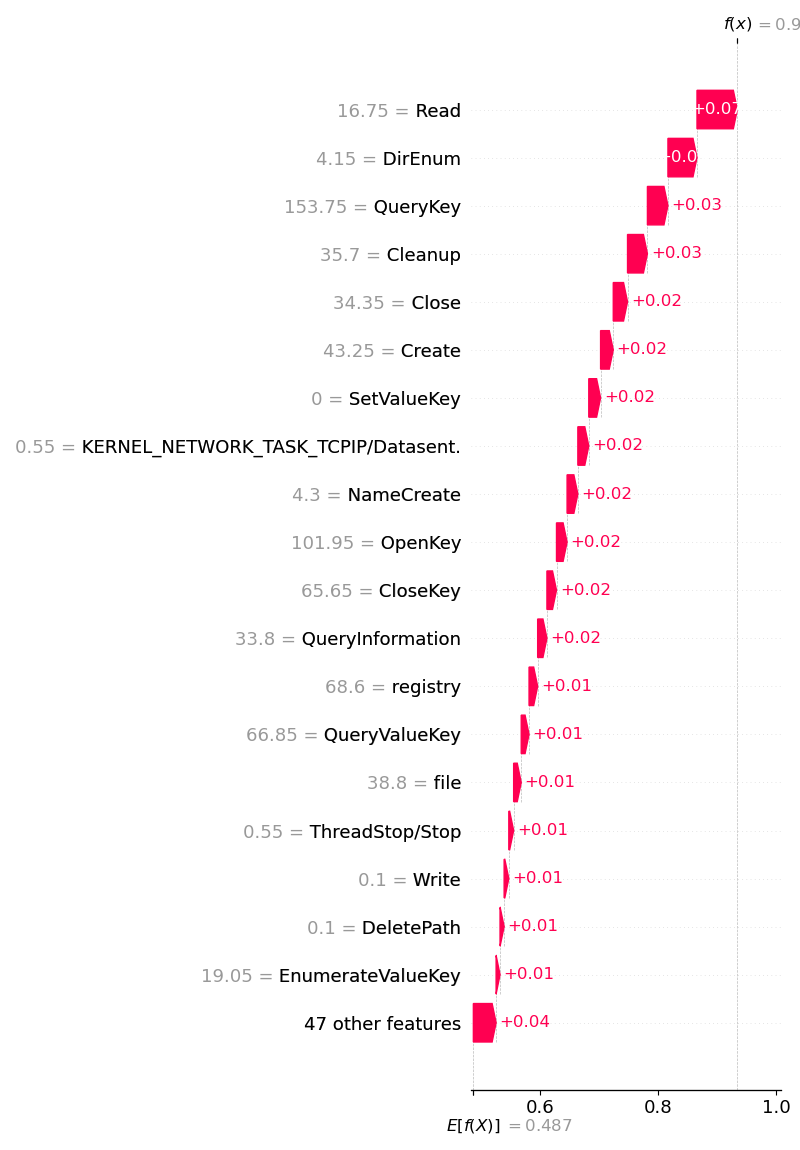 f(x) = 0.9
16.75 = Read +0.07
4.15 = DirEnum
153.75 = QueryKey +0.03
35.7 = Cleanup +0.03
34.35 = Close +0.02
43.25 = Create +0.02
0 = SetValueKey +0.02
0.55 = KERNEL_NETWORK_TASK_TCPIP/Datasent. +0.02
4.3 = NameCreate +0.02
101.95 = OpenKey +0.02
65.65 = CloseKey +0.02
33.8 = QueryInformation +0.02
68.6 = registry +0.01
66.85 = QueryValueKey +0.01
38.8 = file +0.01
0.55 = ThreadStop/Stop +0.01
0.1 = Write +0.01
0.1 = DeletePath +0.01
19.05 = EnumerateValueKey +0.01
47 other features +0.04
0.6 0.8 1.0
E[f(X)] = 0.487